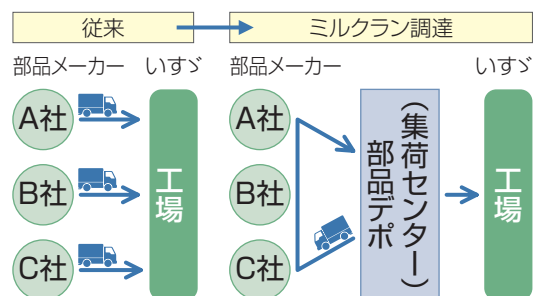 従来
ミルクラン調達
部品メーカー
いすゞ
部品メーカー
いすゞ
A社
B社
C社
工場
A社
B社
C社
部品デポ
（集荷センター）
工場